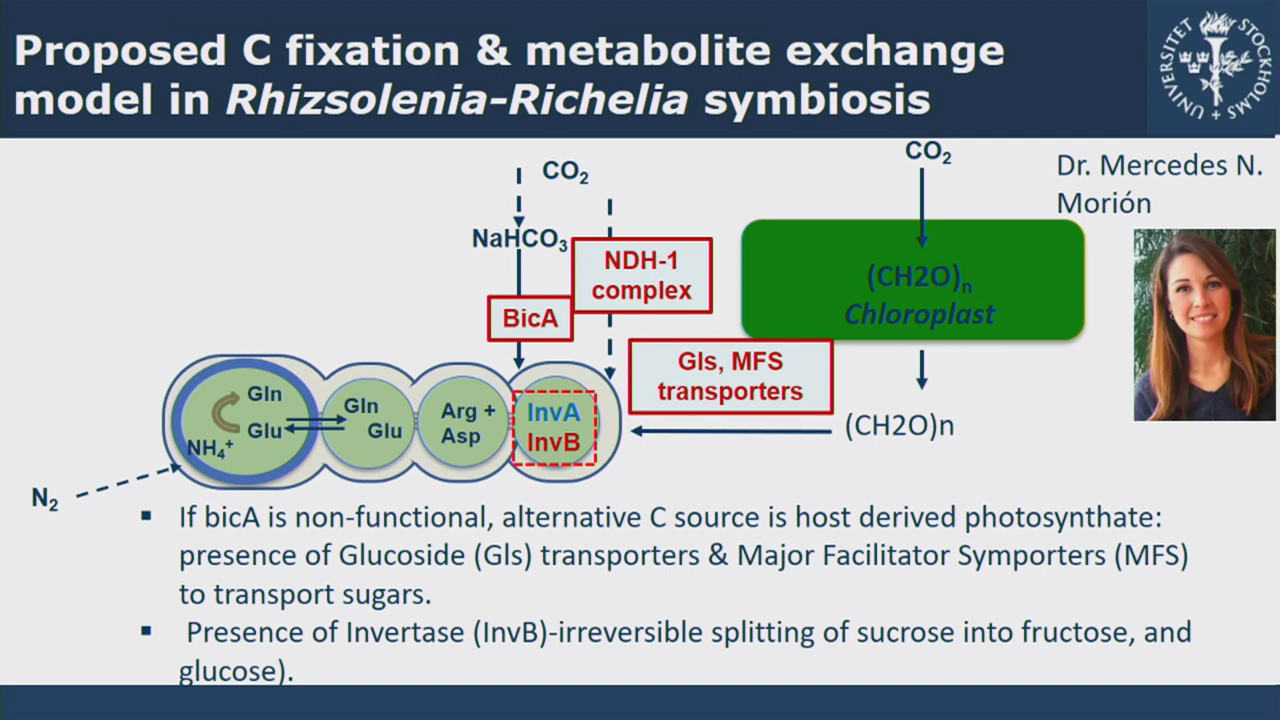 Proposed C fixation & metabolite exchange
model in Rhizsolenia-Richelia symbiosis
STOCKHOLMS UNIVERSITET
CO₂
CO₂
Dr. Mercedes N.
Morión
NaHCO₃
NDH-1
complex
BicA
(CH2O)ₙ
Chloroplast
Gls, MFS
transporters
(CH2O)n
Gln
Glu
NH₄⁺
Gln
Glu
Arg +
Asp
InvA
InvB
N₂
▪ If bicA is non-functional, alternative C source is host derived photosynthate:
presence of Glucoside (Gls) transporters & Major Facilitator Symporters (MFS)
to transport sugars.
▪ Presence of Invertase (InvB)-irreversible splitting of sucrose into fructose, and
glucose).